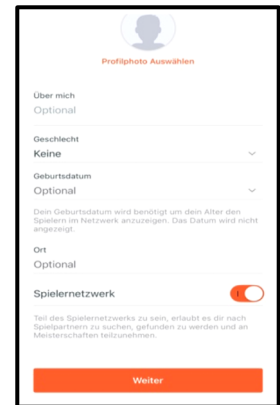 Profilphoto Auswählen
Über mich
Optional
Geschlecht
Keine
Geburtsdatum
Optional
Dein Geburtsdatum wird benötigt um dein Alter den
Spielern im Netzwerk anzuzeigen. Das Datum wird nicht
angezeigt.
Ort
Optional
Spielernetzwerk
Teil des Spielernetzwerks zu sein, erlaubt es dir nach
Spielpartnern zu suchen, gefunden zu werden und an
Meisterschaften teilzunehmen.
Weiter